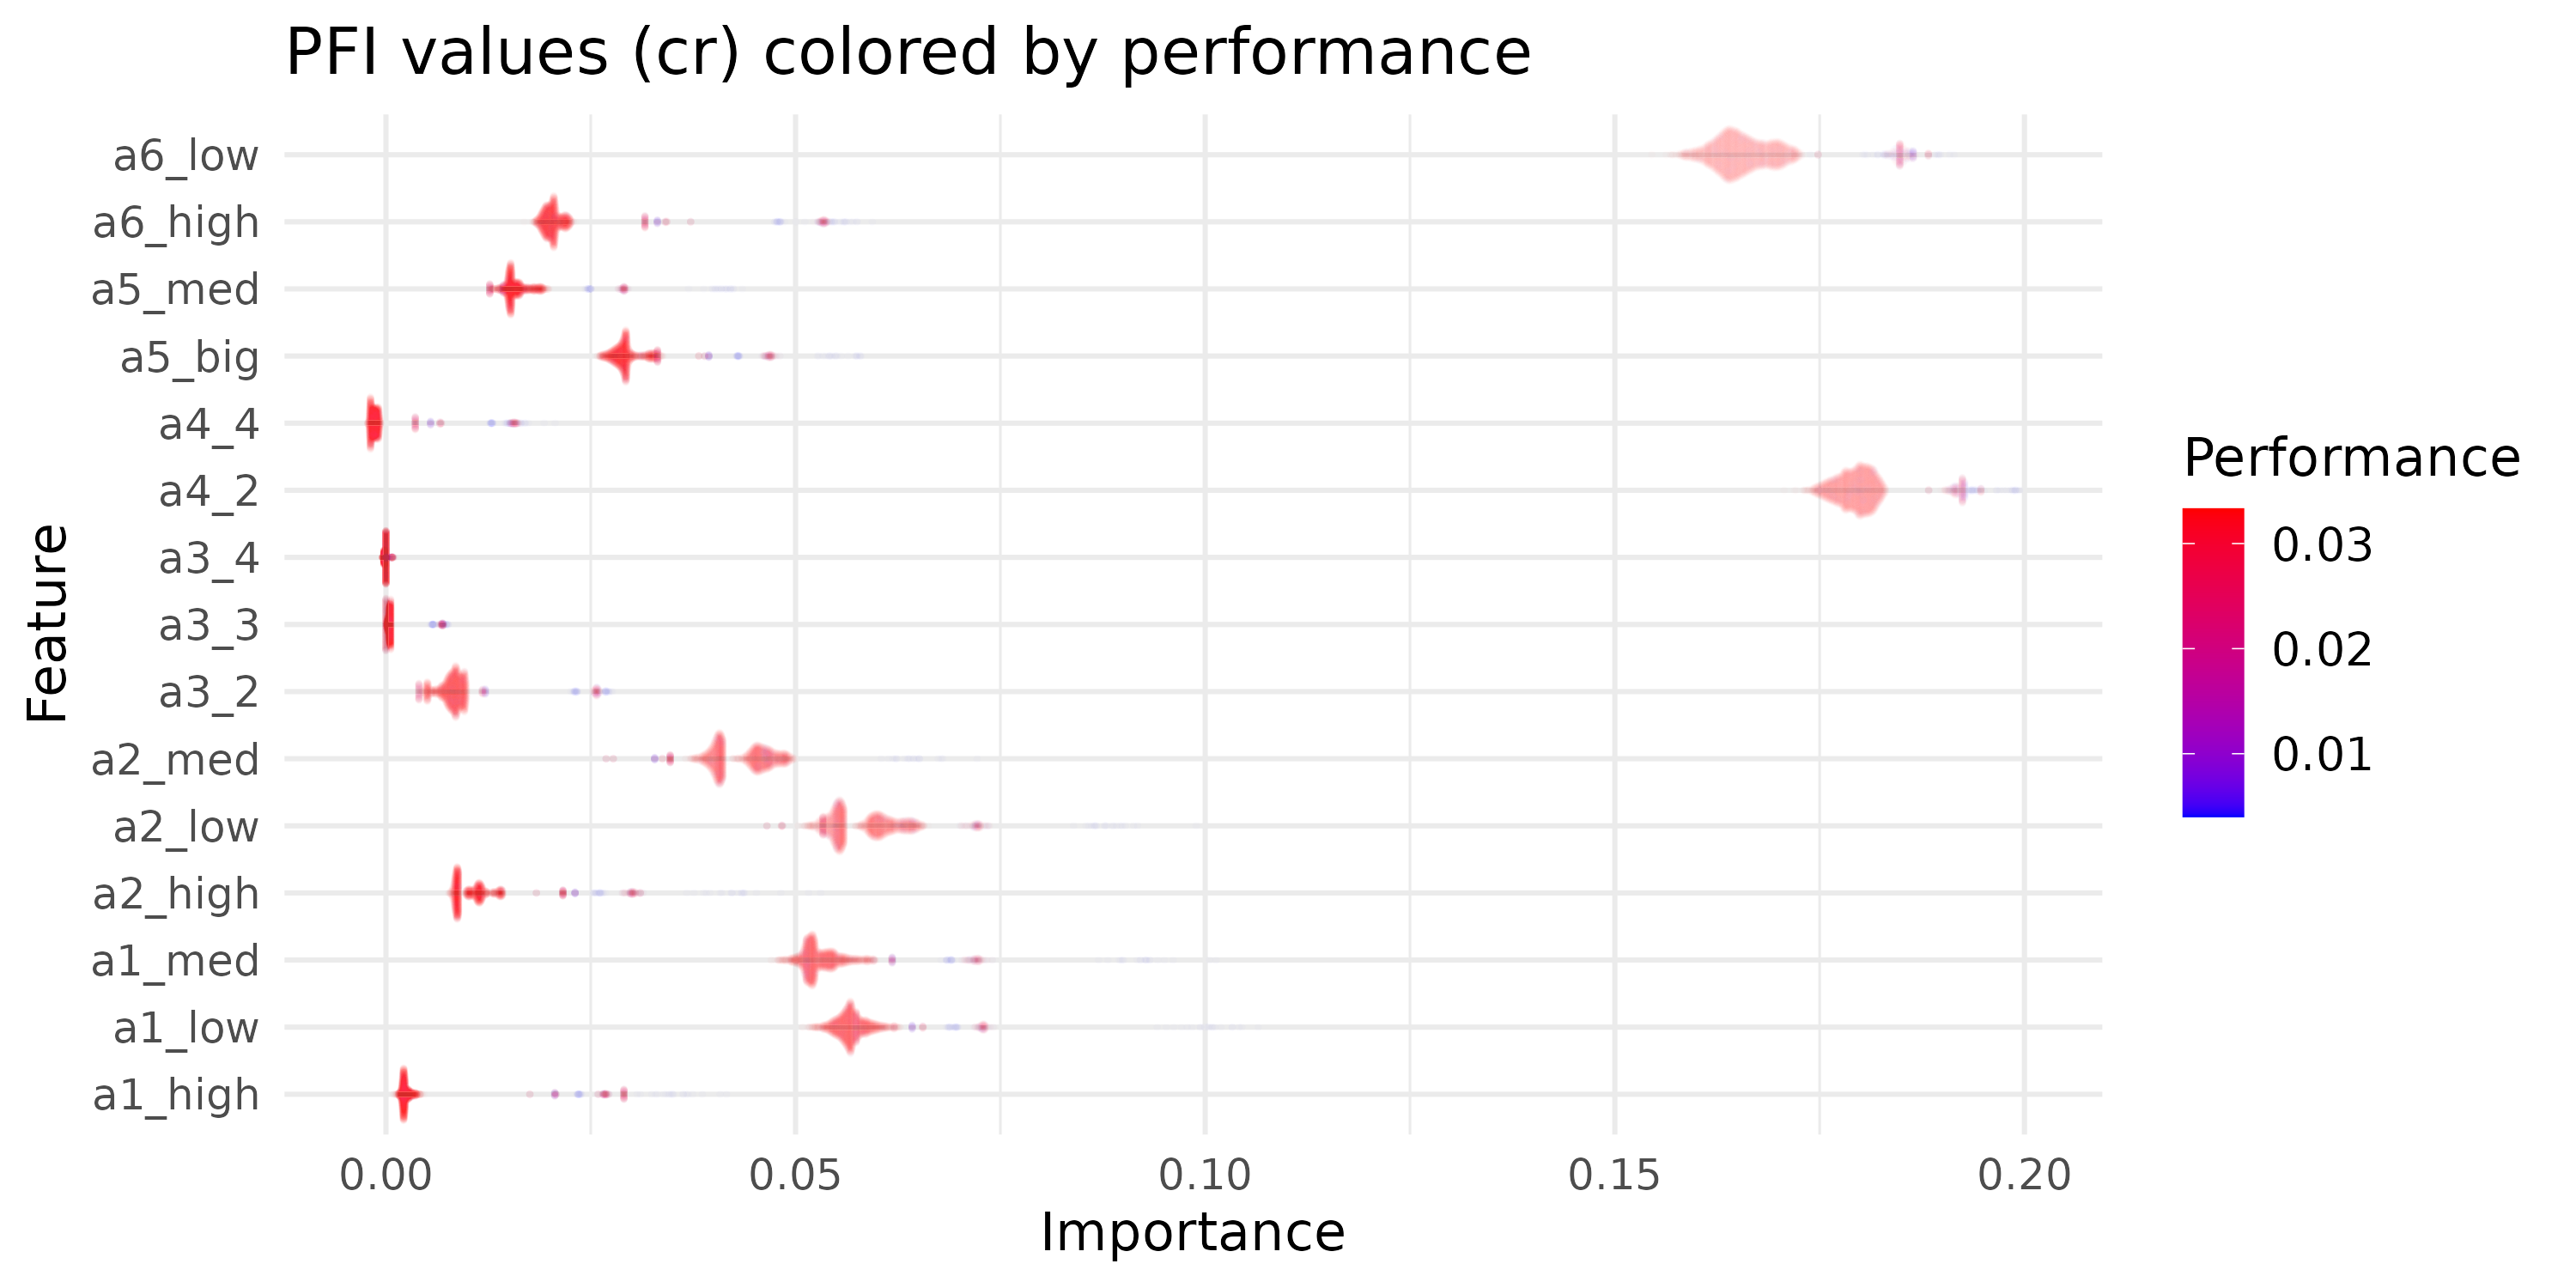 PFI values (cr) colored by performance
Feature
a6_low
a6_high
a5_med
a5_big
a4_4
a4_2
a3_4
a3_3
a3_2
a2_med
a2_low
a2_high
a1_med
a1_low
a1_high
0.00 0.05 0.10 0.15 0.20
Importance
Performance
0.03
0.02
0.01